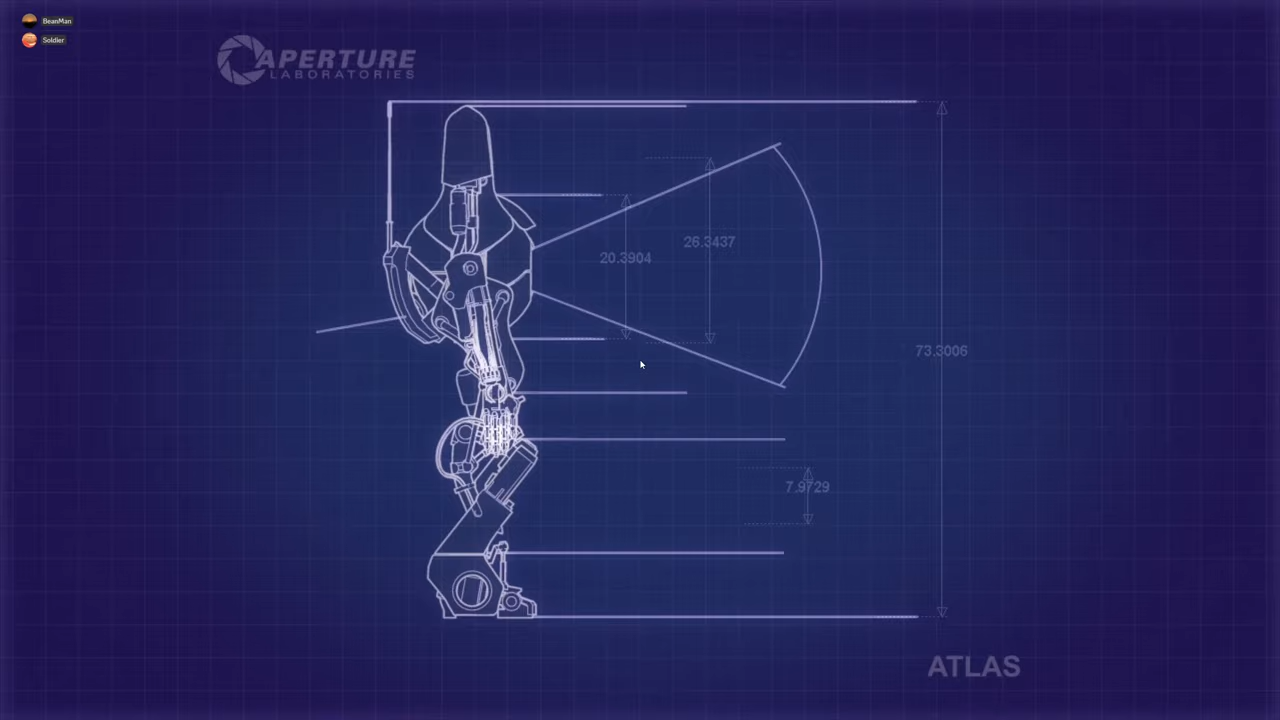 BeanMan
Soldier
APERTURE
LABORATORIES
26.3437
20.3904
73.3006
7.9729
ATLAS